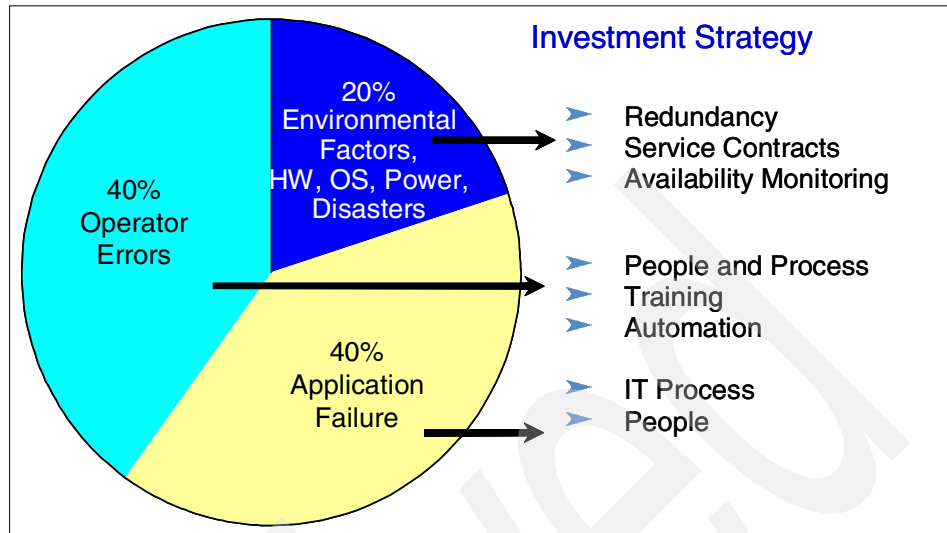 Investment Strategy
20%
Environmental
Factors,
HW, OS, Power,
Disasters
40%
Operator
Errors
40%
Application
Failure
Redundancy
Service Contracts
Availability Monitoring
People and Process
Training
Automation
IT Process
People